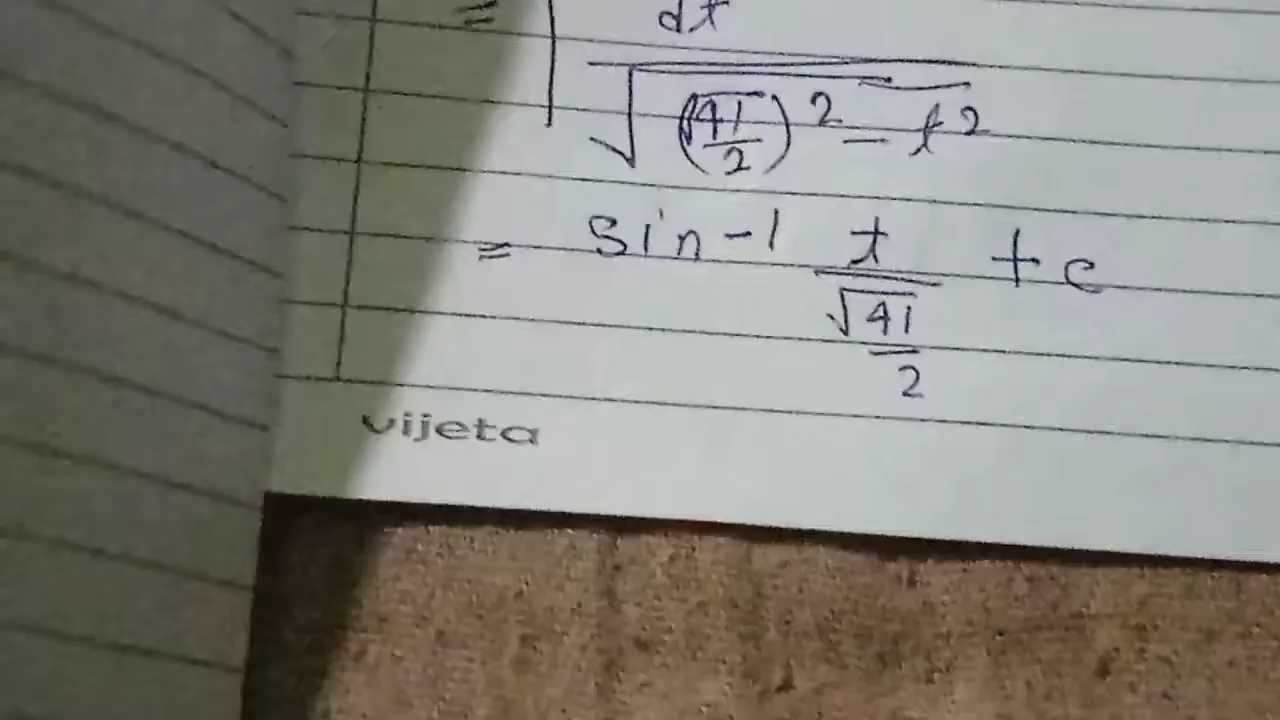 = ∫ dt
√((√41/2)² - t²)
= sin-1 t/(√41/2) + c
vijeta